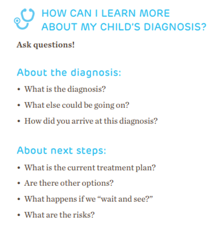 HOW CAN I LEARN MORE
ABOUT MY CHILD'S DIAGNOSIS?
Ask questions!
About the diagnosis:
• What is the diagnosis?
• What else could be going on?
• How did you arrive at this diagnosis?
About next steps:
• What is the current treatment plan?
• Are there other options?
• What happens if we "wait and see?"
• What are the risks?